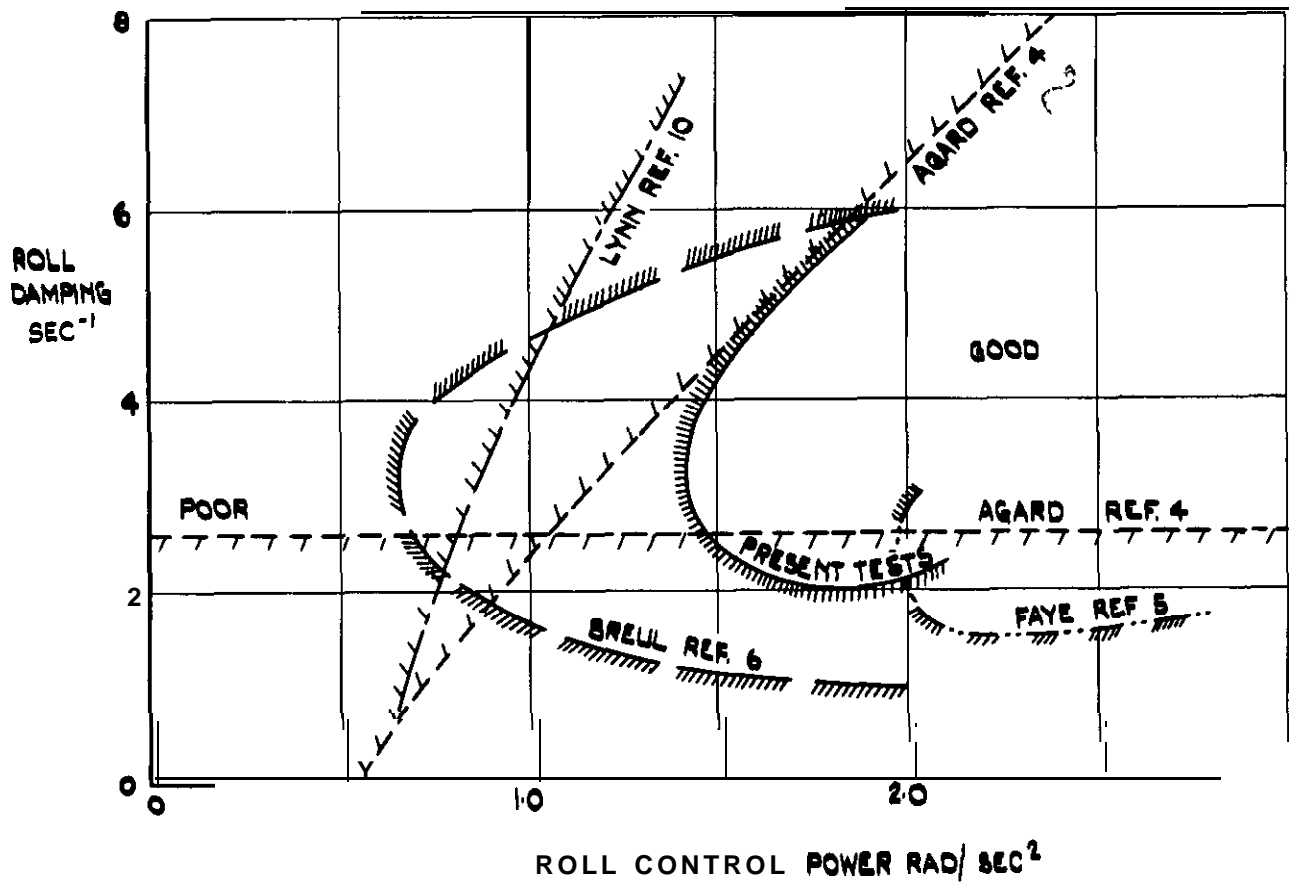 8
AGARD REF. 4
LYNN REF. 10
6
ROLL
DAMPING
SEC⁻¹
GOOD
4
POOR
AGARD REF. 4
PRESENT TESTS
2
FAYE REF 5
BREUL REF. 6
Y
0
0
1.0
2.0
ROLL CONTROL POWER RAD/SEC²